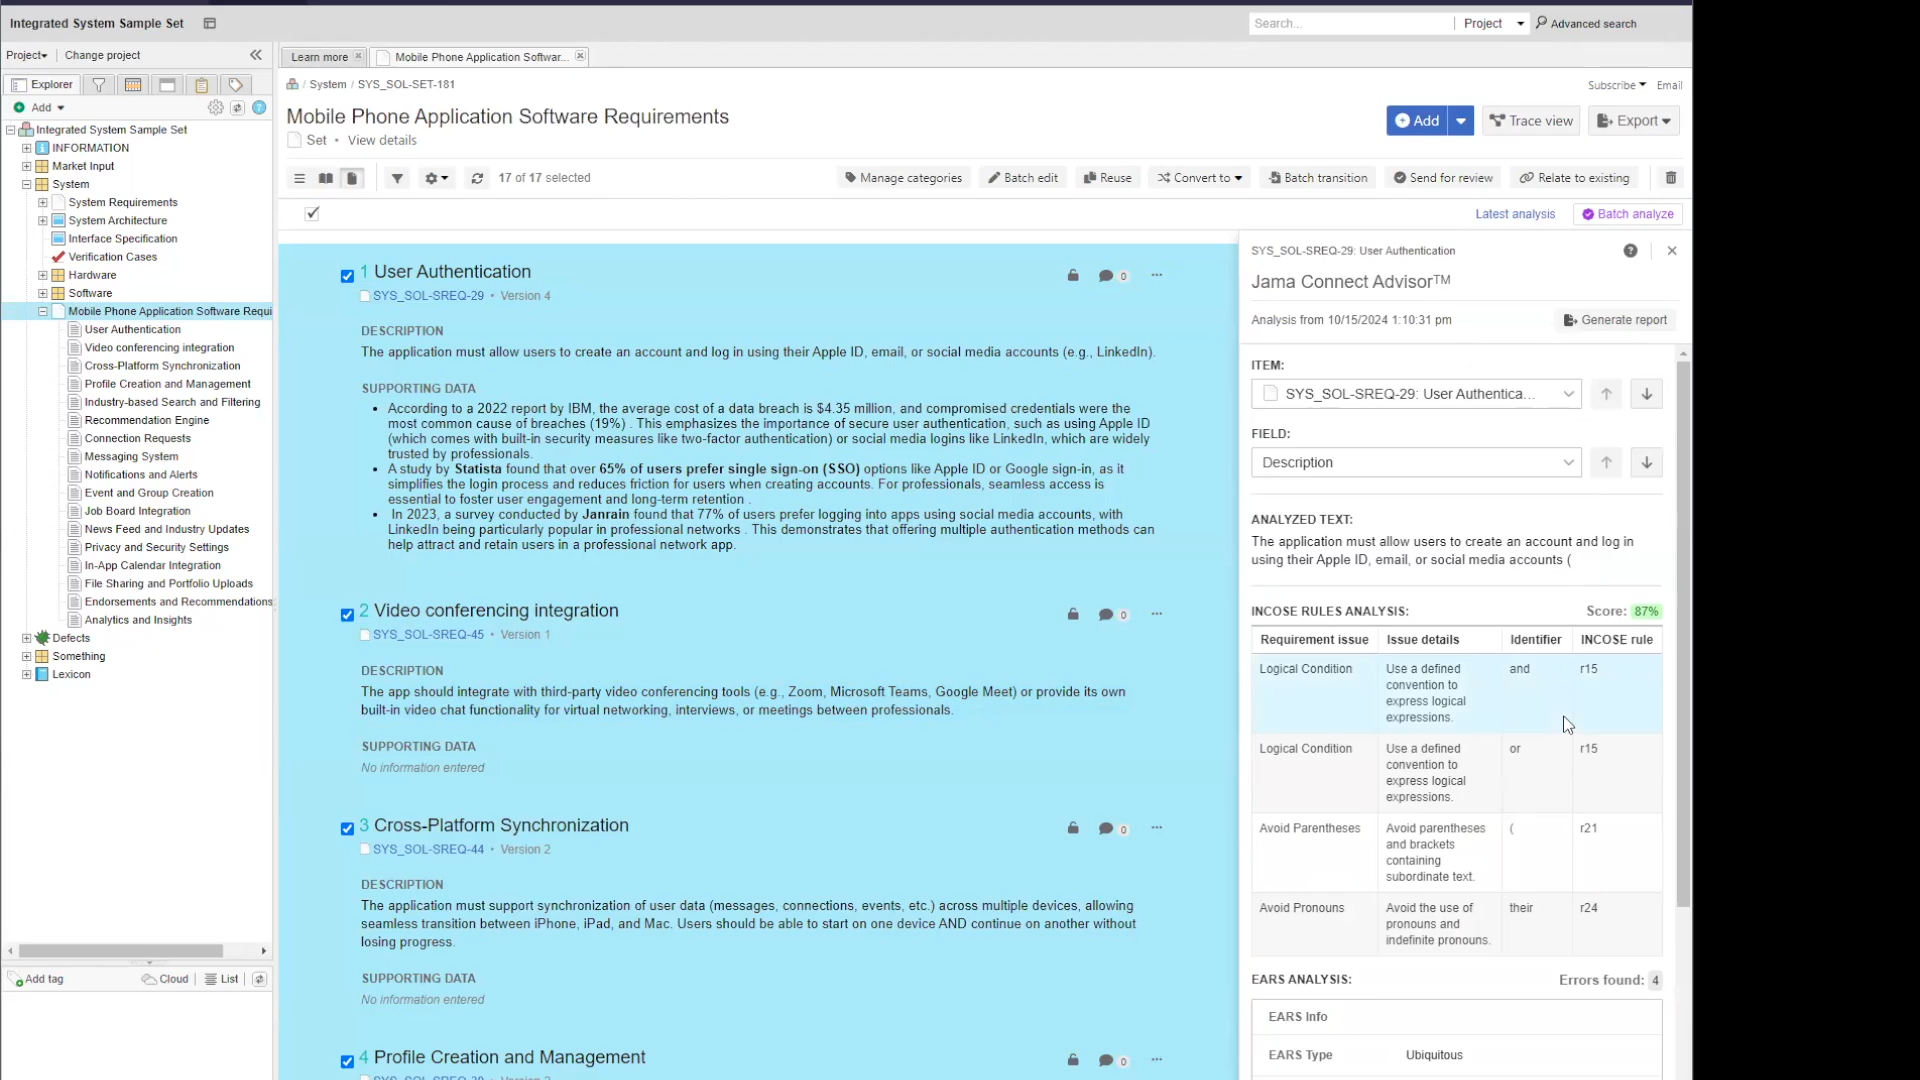 Integrated System Sample Set
Search...
Project
Advanced search
Project
Change project
Learn more
Mobile Phone Application Softwar...
Explorer
Add
Integrated System Sample Set
INFORMATION
Market Input
System
System Requirements
System Architecture
Interface Specification
Verification Cases
Hardware
Software
Mobile Phone Application Software Requi
User Authentication
Video conferencing integration
Cross-Platform Synchronization
Profile Creation and Management
Industry-based Search and Filtering
Recommendation Engine
Connection Requests
Messaging System
Notifications and Alerts
Event and Group Creation
Job Board Integration
News Feed and Industry Updates
Privacy and Security Settings
In-App Calendar Integration
File Sharing and Portfolio Uploads
Endorsements and Recommendations
Analytics and Insights
Defects
Something
Lexicon
Add tag
Cloud
List
/ System / SYS_SOL-SET-181
Subscribe
Email
Mobile Phone Application Software Requirements
Add
Trace view
Export
Set • View details
17 of 17 selected
Manage categories
Batch edit
Reuse
Convert to
Batch transition
Send for review
Relate to existing
Latest analysis
Batch analyze
1 User Authentication
0
SYS_SOL-SREQ-29 • Version 4
DESCRIPTION
The application must allow users to create an account and log in using their Apple ID, email, or social media accounts (e.g., LinkedIn).
SUPPORTING DATA
• According to a 2022 report by IBM, the average cost of a data breach is $4.35 million, and compromised credentials were the
most common cause of breaches (19%) . This emphasizes the importance of secure user authentication, such as using Apple ID
(which comes with built-in security measures like two-factor authentication) or social media logins like LinkedIn, which are widely
trusted by professionals.
• A study by Statista found that over 65% of users prefer single sign-on (SSO) options like Apple ID or Google sign-in, as it
simplifies the login process and reduces friction for users when creating accounts. For professionals, seamless access is
essential to foster user engagement and long-term retention .
• In 2023, a survey conducted by Janrain found that 77% of users prefer logging into apps using social media accounts, with
LinkedIn being particularly popular in professional networks . This demonstrates that offering multiple authentication methods can
help attract and retain users in a professional network app.
2 Video conferencing integration
0
SYS_SOL-SREQ-45 • Version 1
DESCRIPTION
The app should integrate with third-party video conferencing tools (e.g., Zoom, Microsoft Teams, Google Meet) or provide its own
built-in video chat functionality for virtual networking, interviews, or meetings between professionals.
SUPPORTING DATA
No information entered
3 Cross-Platform Synchronization
0
SYS_SOL-SREQ-44 • Version 2
DESCRIPTION
The application must support synchronization of user data (messages, connections, events, etc.) across multiple devices, allowing
seamless transition between iPhone, iPad, and Mac. Users should be able to start on one device AND continue on another without
losing progress.
SUPPORTING DATA
No information entered
4 Profile Creation and Management
0
SYS_SOL-SREQ-29: User Authentication
Jama Connect Advisor™
Analysis from 10/15/2024 1:10:31 pm
Generate report
ITEM:
SYS_SOL-SREQ-29: User Authentica...
FIELD:
Description
ANALYZED TEXT:
The application must allow users to create an account and log in
using their Apple ID, email, or social media accounts (
INCOSE RULES ANALYSIS:
Score: 87%
Requirement issue
Issue details
Identifier
INCOSE rule
Logical Condition
Use a defined
convention to
express logical
expressions.
and
r15
Logical Condition
Use a defined
convention to
express logical
expressions.
or
r15
Avoid Parentheses
Avoid parentheses
and brackets
containing
subordinate text.
(
r21
Avoid Pronouns
Avoid the use of
pronouns and
indefinite pronouns.
their
r24
EARS ANALYSIS:
Errors found: 4
EARS Info
EARS Type
Ubiquitous